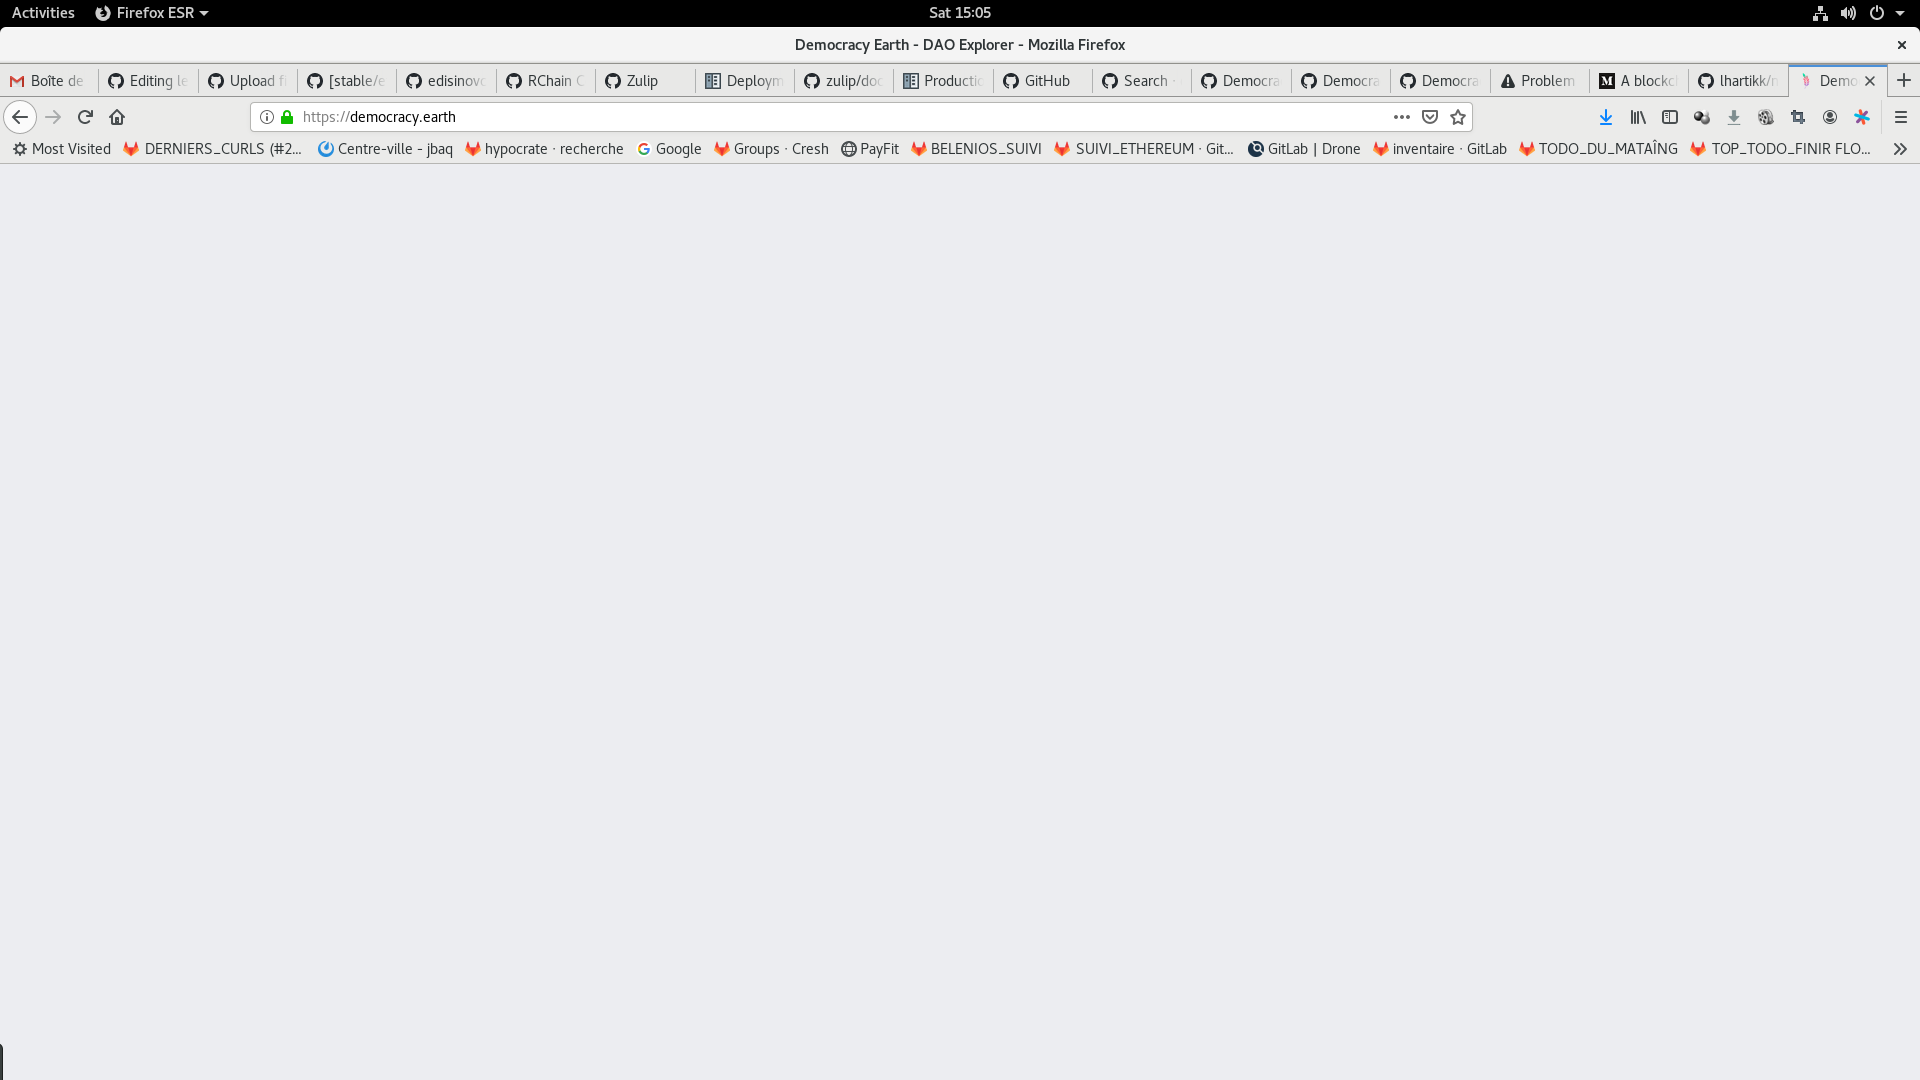 Activities Firefox ESR Sat 15:05
Democracy Earth - DAO Explorer - Mozilla Firefox
Boîte de Editing le Upload fi [stable/e edisinovc RChain C Zulip Deploym zulip/doc Productio GitHub Search - Democra Democra Democra Problem A blockc lhartikk/n Demo
https://democracy.earth
Most Visited DERNIERS_CURLS (#2... Centre-ville - jbaq hypocrate · recherche Google Groups · Cresh PayFit BELENIOS_SUIVI SUIVI_ETHEREUM · Git... GitLab | Drone inventaire · GitLab TODO_DU_MATAÎNG TOP_TODO_FINIR FLO...